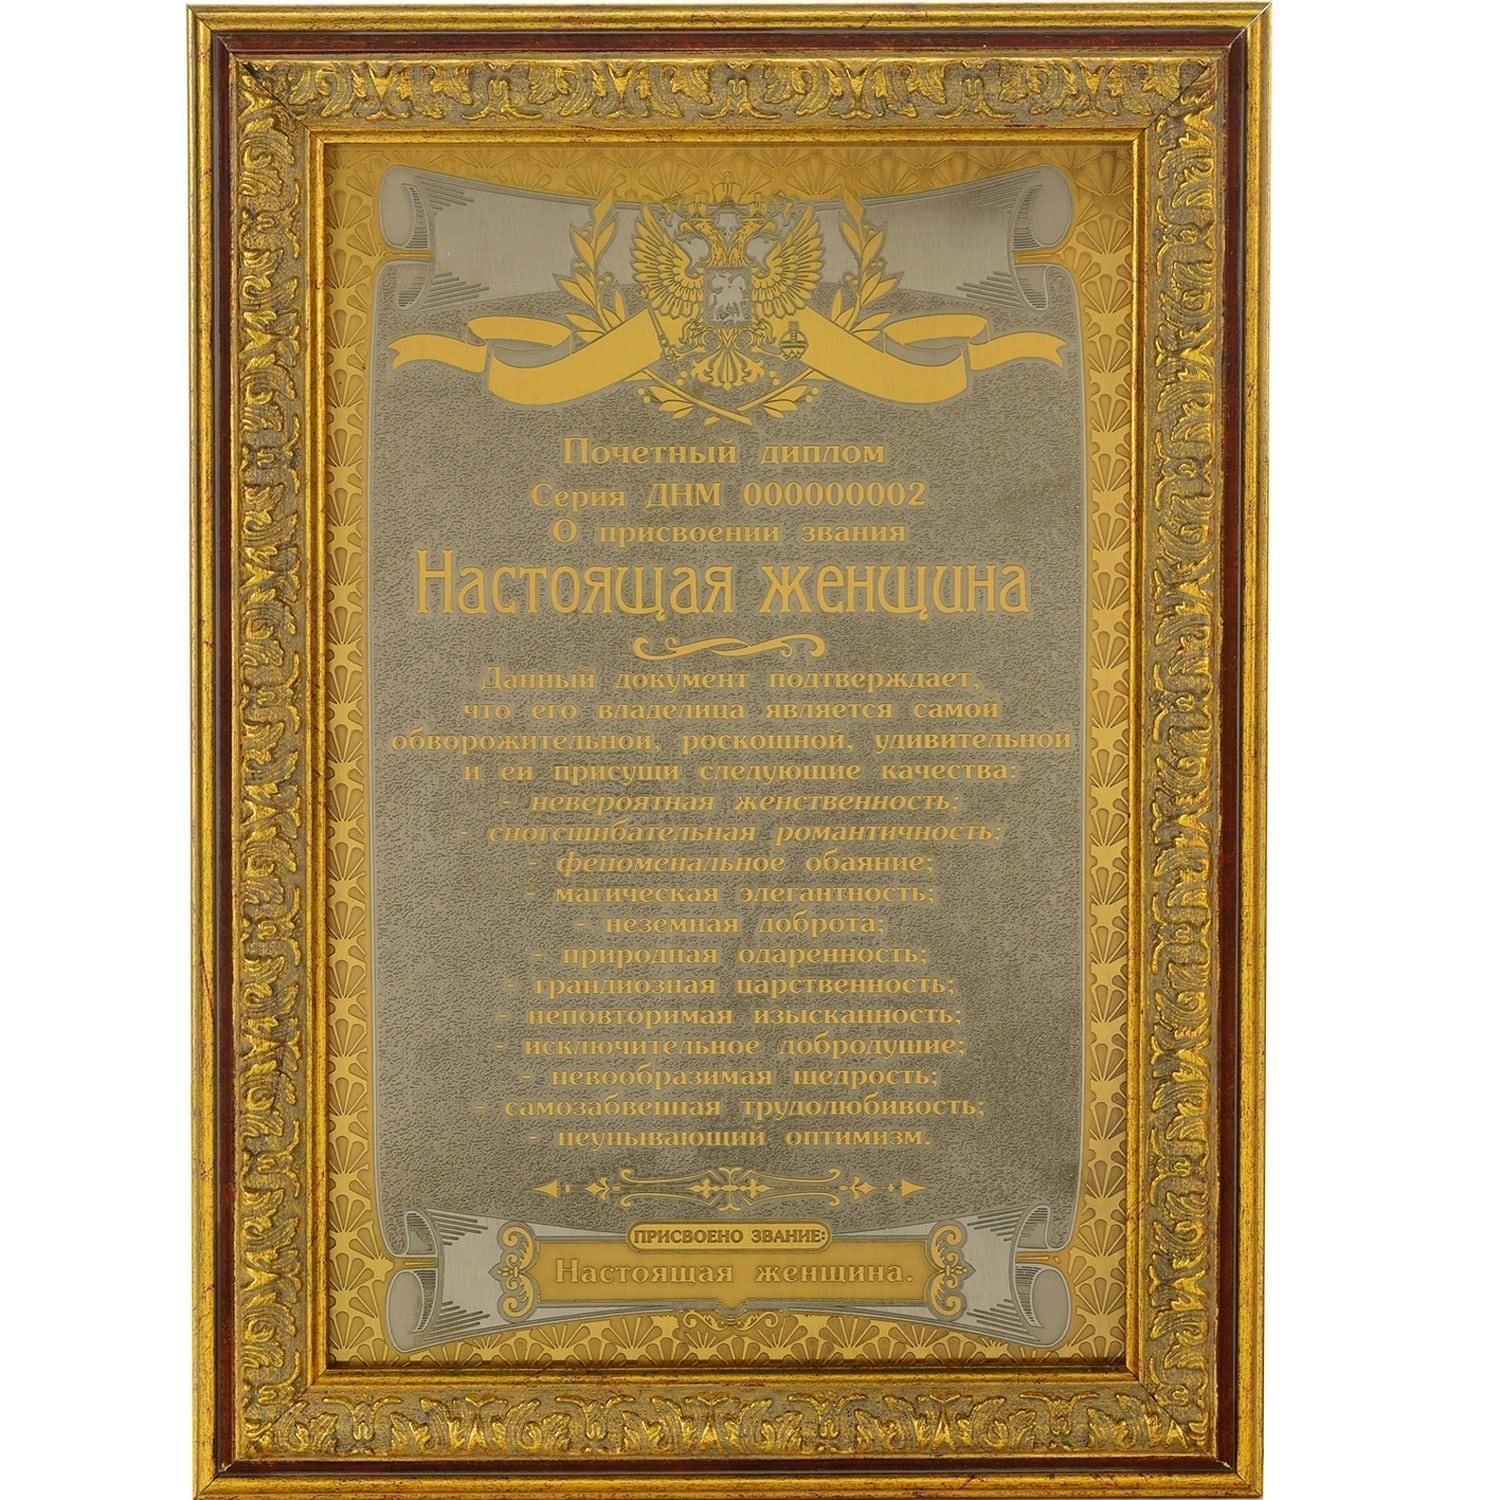 Почетный диплом
Серия ДНМ 000000002
О присвоении звания
Настоящая женщина
Данный документ подтверждает,
что его владелица является самой
обворожительной, роскошной, удивительной
и ей присущи следующие качества:
- невероятная женственность;
- сногсшибательная романтичность;
- феноменальное обаяние;
- магическая элегантность;
- неземная доброта;
- природная одаренность;
- грандиозная царственность;
- неповторимая изысканность;
- исключительное добродушие;
- невообразимая щедрость;
- самозабвенная трудолюбивость;
- неунывающий оптимизм.
ПРИСВОЕНО ЗВАНИЕ:
Настоящая женщина.